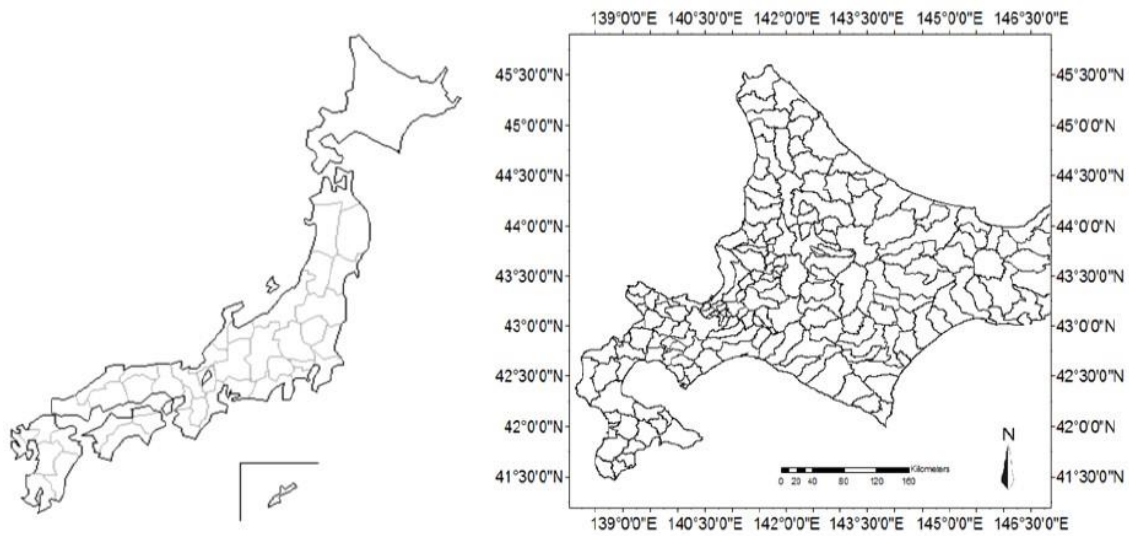 139°0'0"E 140°30'0"E 142°0'0"E 143°30'0"E 145°0'0"E 146°30'0"E
45°30'0"N 45°30'0"N
45°0'0"N 45°0'0"N
44°30'0"N 44°30'0"N
44°0'0"N 44°0'0"N
43°30'0"N 43°30'0"N
43°0'0"N 43°0'0"N
42°30'0"N 42°30'0"N
42°0'0"N 42°0'0"N
41°30'0"N 41°30'0"N
N
Kilometers
0 20 40 80 120 160
139°0'0"E 140°30'0"E 142°0'0"E 143°30'0"E 145°0'0"E 146°30'0"E